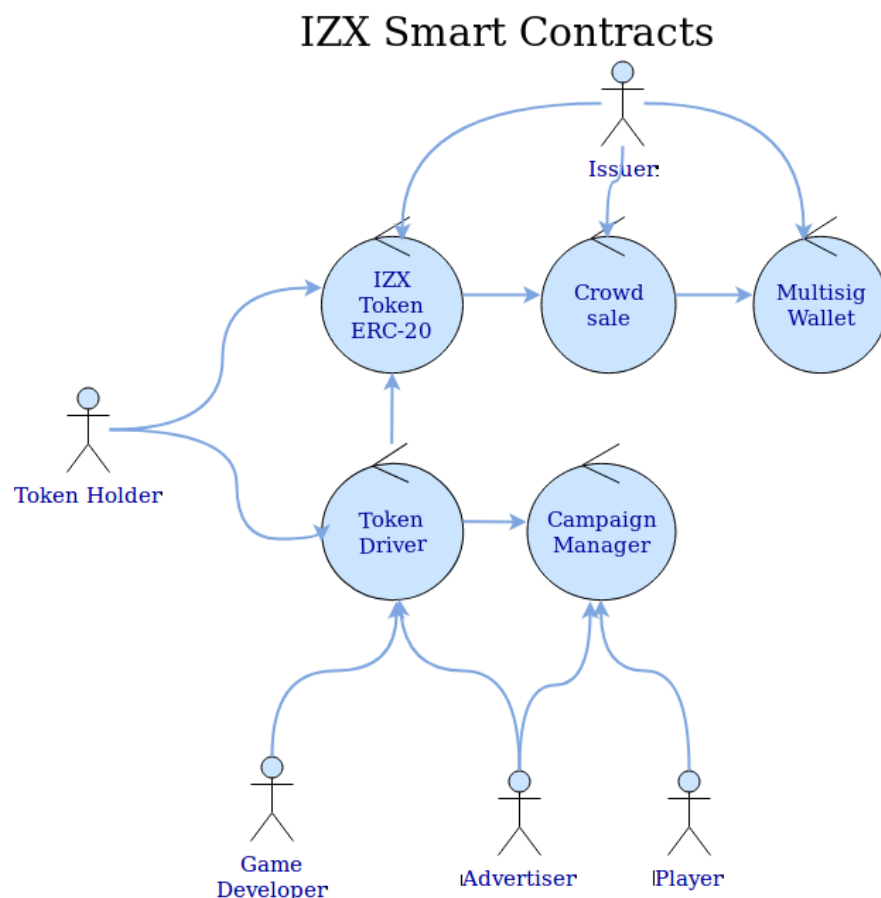 IZX Smart Contracts
Issuer
IZX
Token
ERC-20
Crowd
sale
Multisig
Wallet
Token Holder
Token
Driver
Campaign
Manager
Game
Developer
Advertiser
Player